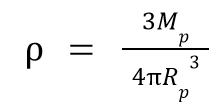 ρ = 3M_p / 4πR_p^3